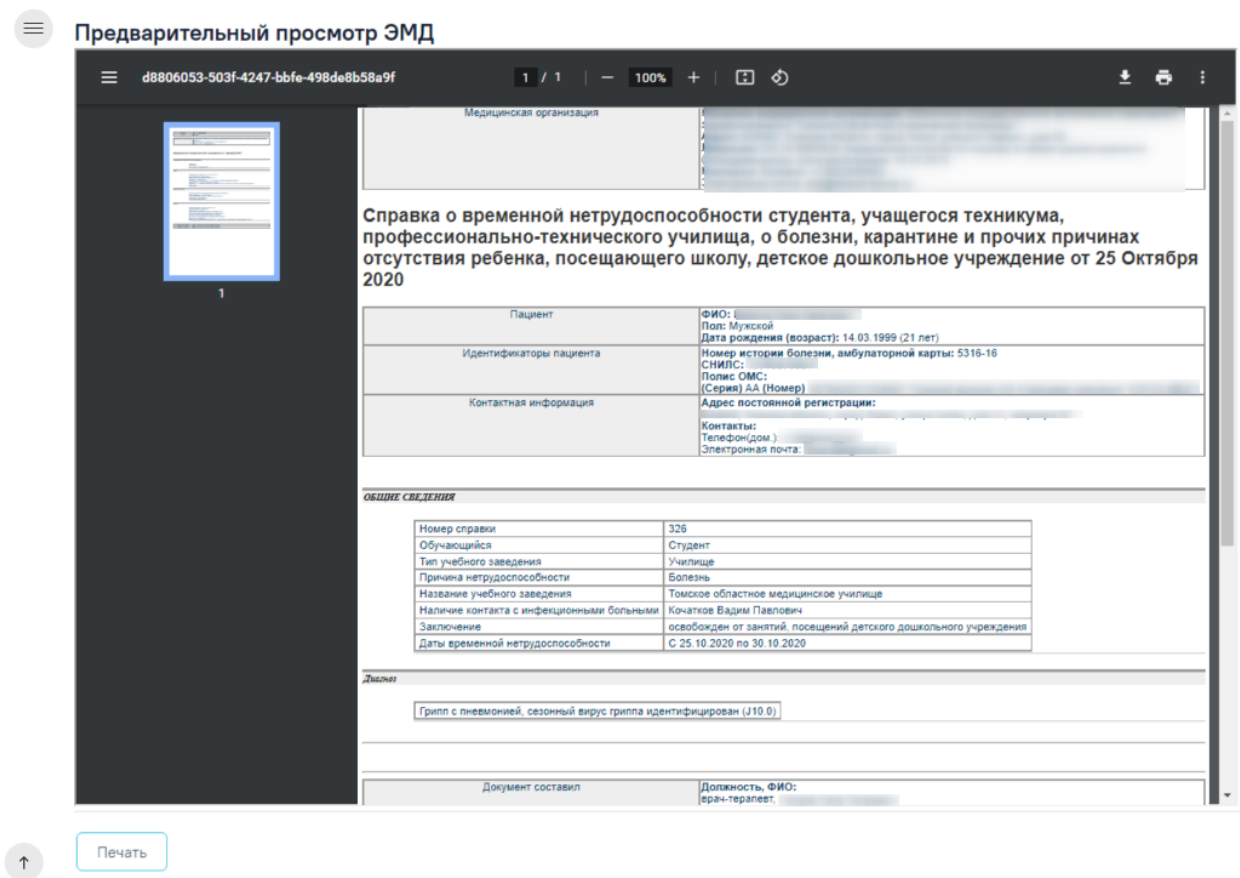 Предварительный просмотр ЭМД
d8806053-503f-4247-bbfe-498de8b58a9f
1 / 1
100%
1
Медицинская организация
Справка о временной нетрудоспособности студента, учащегося техникума,
профессионально-технического училища, о болезни, карантине и прочих причинах
отсутствия ребенка, посещающего школу, детское дошкольное учреждение от 25 Октября
2020
Пациент
ФИО:
Пол: Мужской
Дата рождения (возраст): 14.03.1999 (21 лет)
Идентификаторы пациента
Номер истории болезни, амбулаторной карты: 5316-16
СНИЛС:
Полис ОМС:
(Серия) АА (Номер)
Контактная информация
Адрес постоянной регистрации:
Контакты:
Телефон(дом.):
Электронная почта:
ОБЩИЕ СВЕДЕНИЯ
Номер справки 326
Обучающийся Студент
Тип учебного заведения Училище
Причина нетрудоспособности Болезнь
Название учебного заведения Томское областное медицинское училище
Наличие контакта с инфекционными больными Кочатков Вадим Павлович
Заключение освобожден от занятий, посещений детского дошкольного учреждения
Даты временной нетрудоспособности С 25.10.2020 по 30.10.2020
Диагноз
Грипп с пневмонией, сезонный вирус гриппа идентифицирован (J10.0)
Документ составил
Должность, ФИО:
врач-терапевт,
Печать